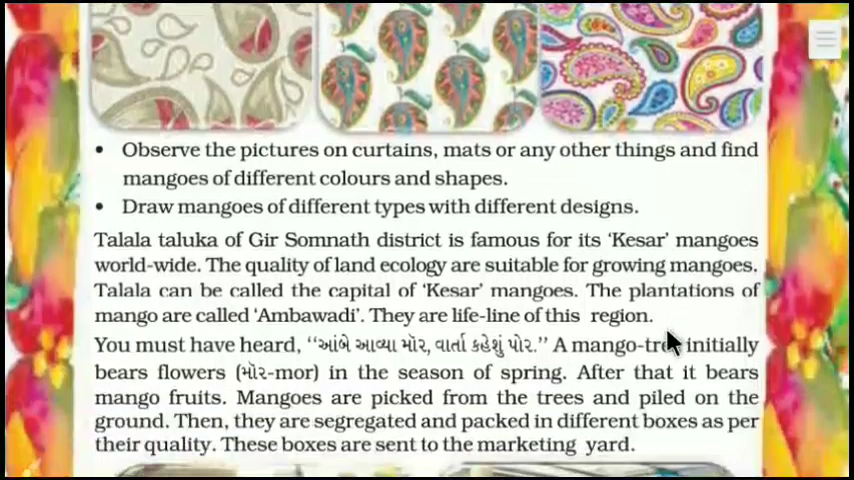 • Observe the pictures on curtains, mats or any other things and find
mangoes of different colours and shapes.
• Draw mangoes of different types with different designs.
Talala taluka of Gir Somnath district is famous for its ‘Kesar’ mangoes
world-wide. The quality of land ecology are suitable for growing mangoes.
Talala can be called the capital of ‘Kesar’ mangoes. The plantations of
mango are called ‘Ambawadi’. They are life-line of this region.
You must have heard, “આંબે આવ્યા મૉર, વાર્તા કહેશું પોર.” A mango-tree initially
bears flowers (મૉર-mor) in the season of spring. After that it bears
mango fruits. Mangoes are picked from the trees and piled on the
ground. Then, they are segregated and packed in different boxes as per
their quality. These boxes are sent to the marketing yard.